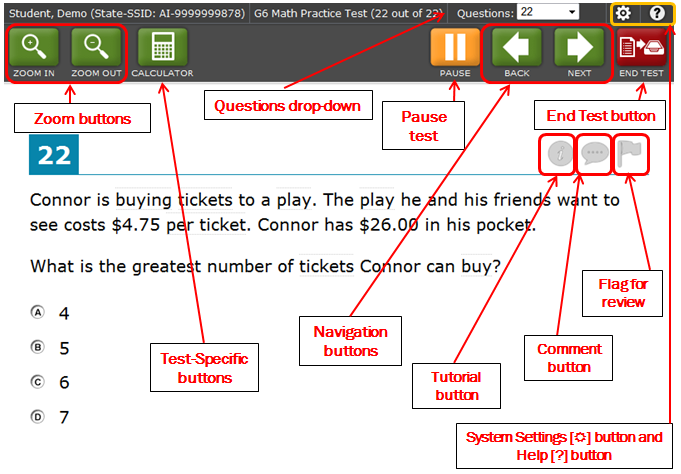 Student, Demo (State-SSID: AI-9999999878) G6 Math Practice Test (22 out of 22) Questions: 22
?
ZOOM IN ZOOM OUT CALCULATOR PAUSE BACK NEXT END TEST
Zoom buttons
Questions drop-down
Pause
test
End Test button
22
i
Connor is buying tickets to a play. The play he and his friends want to
see costs $4.75 per ticket. Connor has $26.00 in his pocket.
What is the greatest number of tickets Connor can buy?
A 4
B 5
C 6
D 7
Test-Specific
buttons
Navigation
buttons
Tutorial
button
Comment
button
Flag for
review
System Settings [⚙] button and
Help [?] button